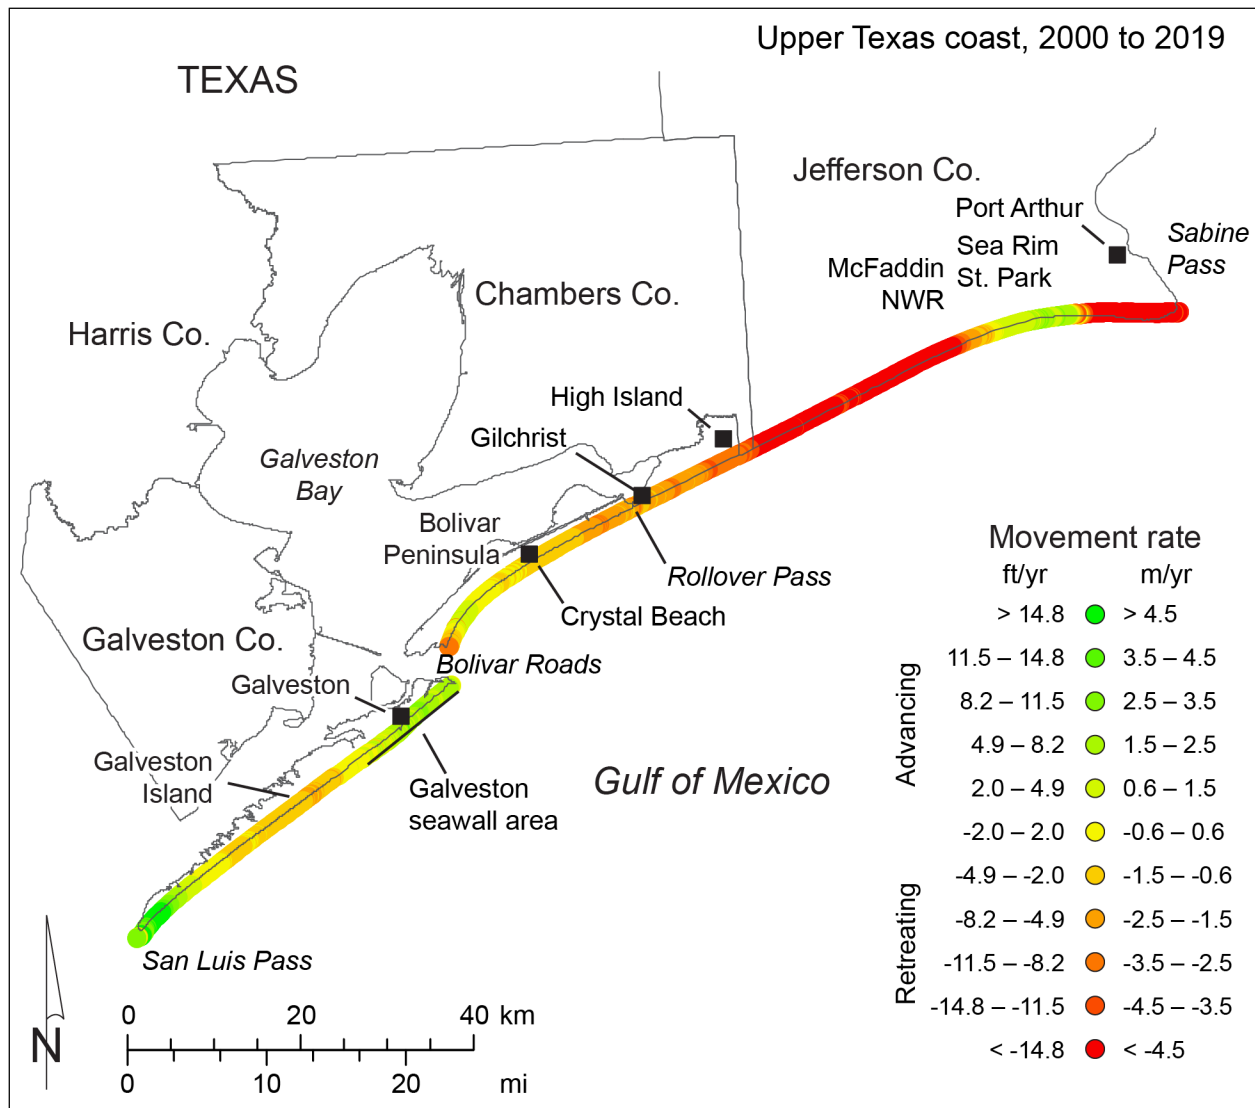 Upper Texas coast, 2000 to 2019
TEXAS
Jefferson Co.
Port Arthur
Sabine
Pass
Sea Rim
St. Park
McFaddin
NWR
Chambers Co.
Harris Co.
High Island
Gilchrist
Galveston
Bay
Bolivar
Peninsula
Rollover Pass
Crystal Beach
Galveston Co.
Bolivar Roads
Galveston
Galveston
Island
Galveston
seawall area
Gulf of Mexico
San Luis Pass
Movement rate
ft/yr m/yr
Advancing
> 14.8 > 4.5
11.5 – 14.8 3.5 – 4.5
8.2 – 11.5 2.5 – 3.5
4.9 – 8.2 1.5 – 2.5
2.0 – 4.9 0.6 – 1.5
-2.0 – 2.0 -0.6 – 0.6
Retreating
-4.9 – -2.0 -1.5 – -0.6
-8.2 – -4.9 -2.5 – -1.5
-11.5 – -8.2 -3.5 – -2.5
-14.8 – -11.5 -4.5 – -3.5
< -14.8 < -4.5
N
0 20 40 km
0 10 20 mi